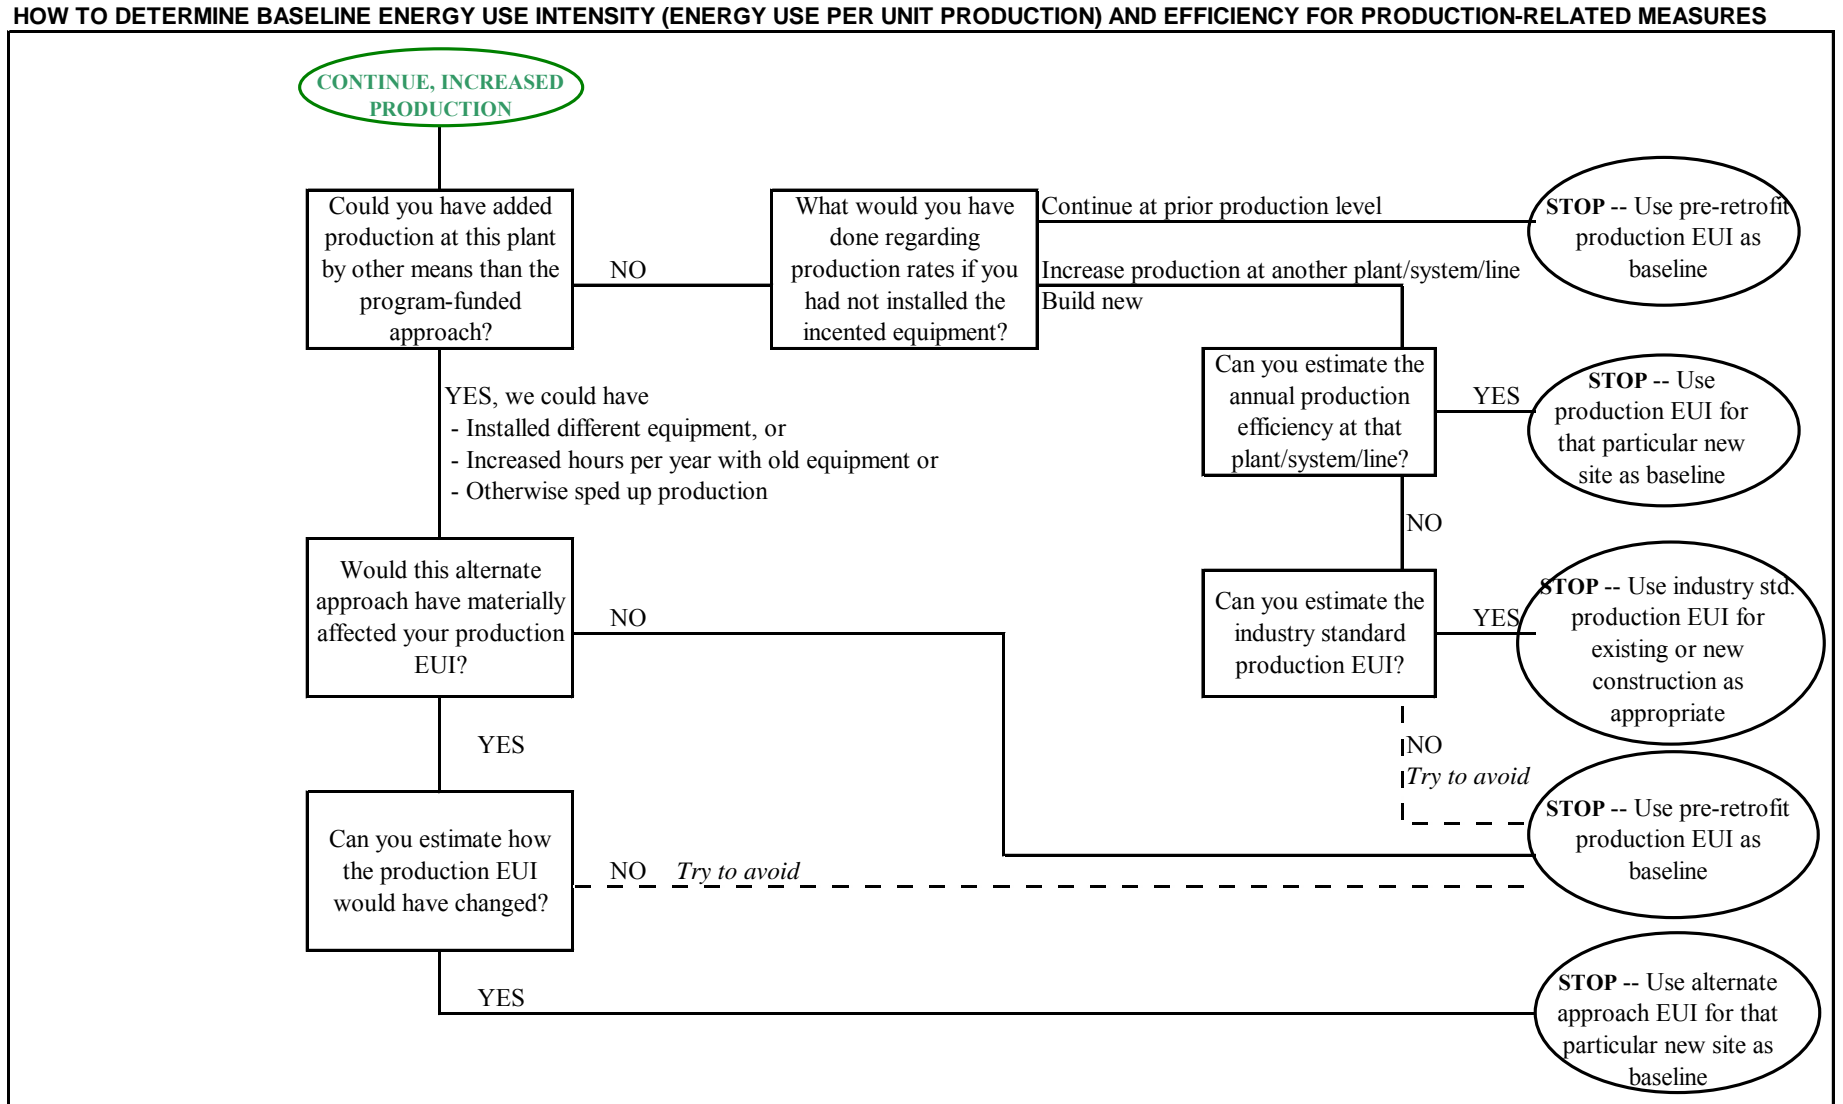 HOW TO DETERMINE BASELINE ENERGY USE INTENSITY (ENERGY USE PER UNIT PRODUCTION) AND EFFICIENCY FOR PRODUCTION-RELATED MEASURES
CONTINUE, INCREASED
PRODUCTION
Could you have added
production at this plant
by other means than the
program-funded
approach?
NO
What would you have
done regarding
production rates if you
had not installed the
incented equipment?
Continue at prior production level
STOP -- Use pre-retrofit
production EUI as
baseline
Increase production at another plant/system/line
Build new
Can you estimate the
annual production
efficiency at that
plant/system/line?
YES
STOP -- Use
production EUI for
that particular new
site as baseline
YES, we could have
- Installed different equipment, or
- Increased hours per year with old equipment or
- Otherwise sped up production
NO
Would this alternate
approach have materially
affected your production
EUI?
NO
Can you estimate the
industry standard
production EUI?
YES
STOP -- Use industry std.
production EUI for
existing or new
construction as
appropriate
YES
NO
Try to avoid
STOP -- Use pre-retrofit
production EUI as
baseline
Can you estimate how
the production EUI
would have changed?
NO Try to avoid
YES
STOP -- Use alternate
approach EUI for that
particular new site as
baseline